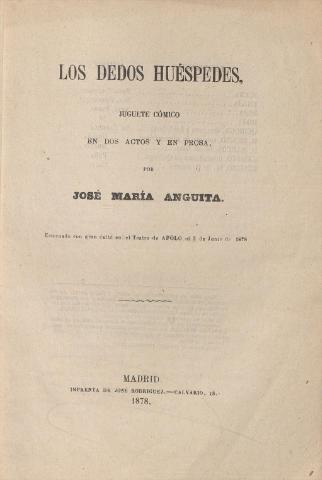 LOS DEDOS HUÉSPEDES,
JUGUETE CÓMICO
EN DOS ACTOS Y EN PROSA,
POR
JOSÉ MARÍA ANGUITA.
Estrenado con gran éxito en el Teatro de APOLO, el de Junio de 1878
MADRID
IMPRENTA DE JOSÉ RODRIGUEZ.—CALVARIO, 18.
1878.